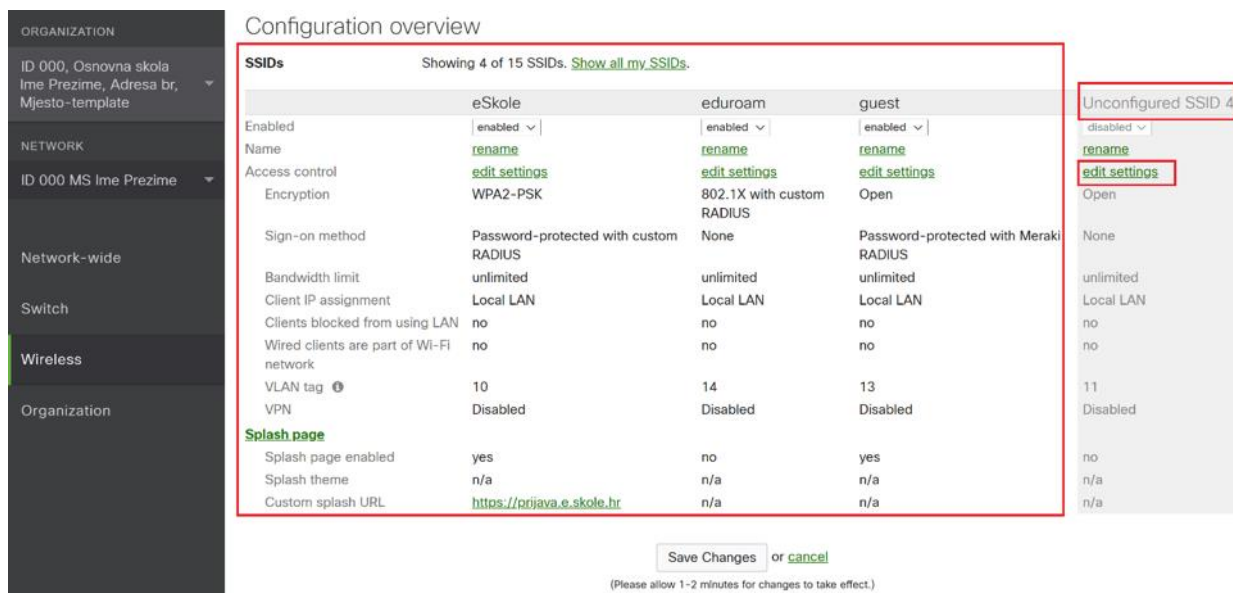 ORGANIZATION
ID 000, Osnovna skola
Ime Prezime, Adresa br,
Mjesto-template
NETWORK
ID 000 MS Ime Prezime
Network-wide
Switch
Wireless
Organization
Configuration overview
SSIDs Showing 4 of 15 SSIDs. Show all my SSIDs.
eSkole eduroam guest Unconfigured SSID 4
Enabled enabled enabled enabled disabled
Name rename rename rename rename
Access control edit settings edit settings edit settings edit settings
Encryption WPA2-PSK 802.1X with custom Open Open
RADIUS
Sign-on method Password-protected with custom None Password-protected with Meraki None
RADIUS RADIUS
Bandwidth limit unlimited unlimited unlimited unlimited
Client IP assignment Local LAN Local LAN Local LAN Local LAN
Clients blocked from using LAN no no no no
Wired clients are part of Wi-Fi no no no no
network
VLAN tag 10 14 13 11
VPN Disabled Disabled Disabled Disabled
Splash page
Splash page enabled yes no yes no
Splash theme n/a n/a n/a n/a
Custom splash URL https://prijava.e.skole.hr n/a n/a n/a
Save Changes or cancel
(Please allow 1-2 minutes for changes to take effect.)